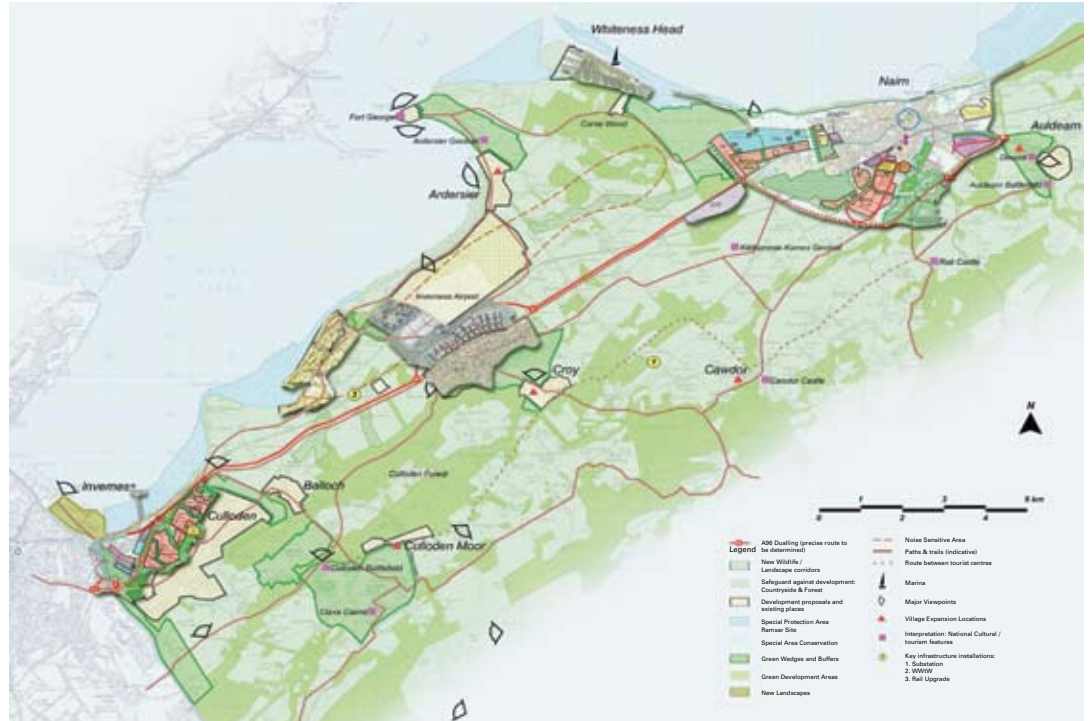 Whiteness Head
Nairn
Fort George
Carse Wood
Auldearn
Ardersier
Auldearn Battlefield
Kilravock
Rait Castle
Inverness Airport
Croy
Cawdor
Cawdor Castle
N
Culloden Forest
Inverness
Balloch
Culloden
Culloden Moor
Culloden Battlefield
Clava Cairns
1 3 5 km
0 2 4
Legend
A96 Dualling (precise route to
be determined)
New Wildlife /
Landscape corridors
Safeguard against development:
Countryside & Forest
Development proposals and
existing places
Special Protection Area
Ramsar Site
Special Area Conservation
Green Wedges and Buffers
Green Development Areas
New Landscapes
Noise Sensitive Area
Paths & trails (indicative)
Route between tourist centres
Marina
Major Viewpoints
Village Expansion Locations
Interpretation: National Cultural /
tourism features
Key infrastructure installations:
1. Substation
2. WWtW
3. Rail Upgrade